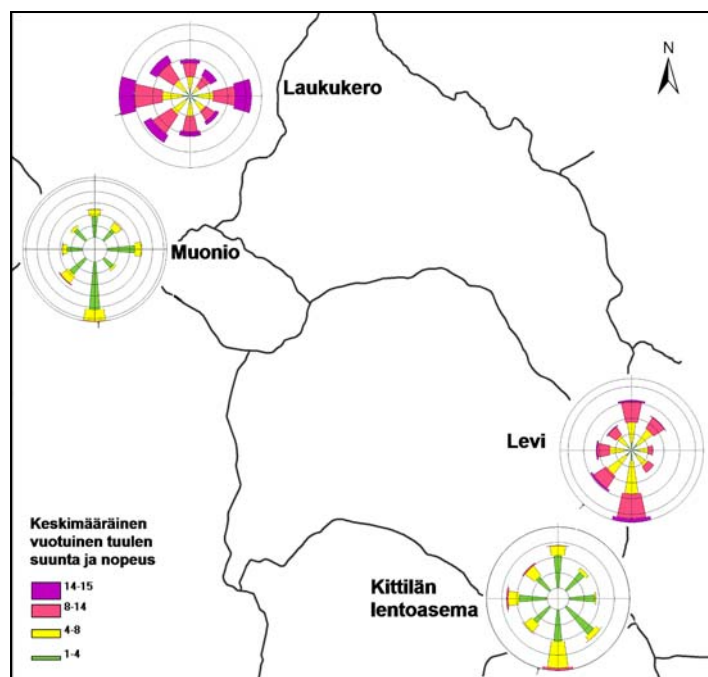 N
Laukukero
Muonio
Levi
Kittilän
lentoasema
Keskimääräinen
vuotuinen tuulen
suunta ja nopeus
14-15
8-14
4-8
1-4